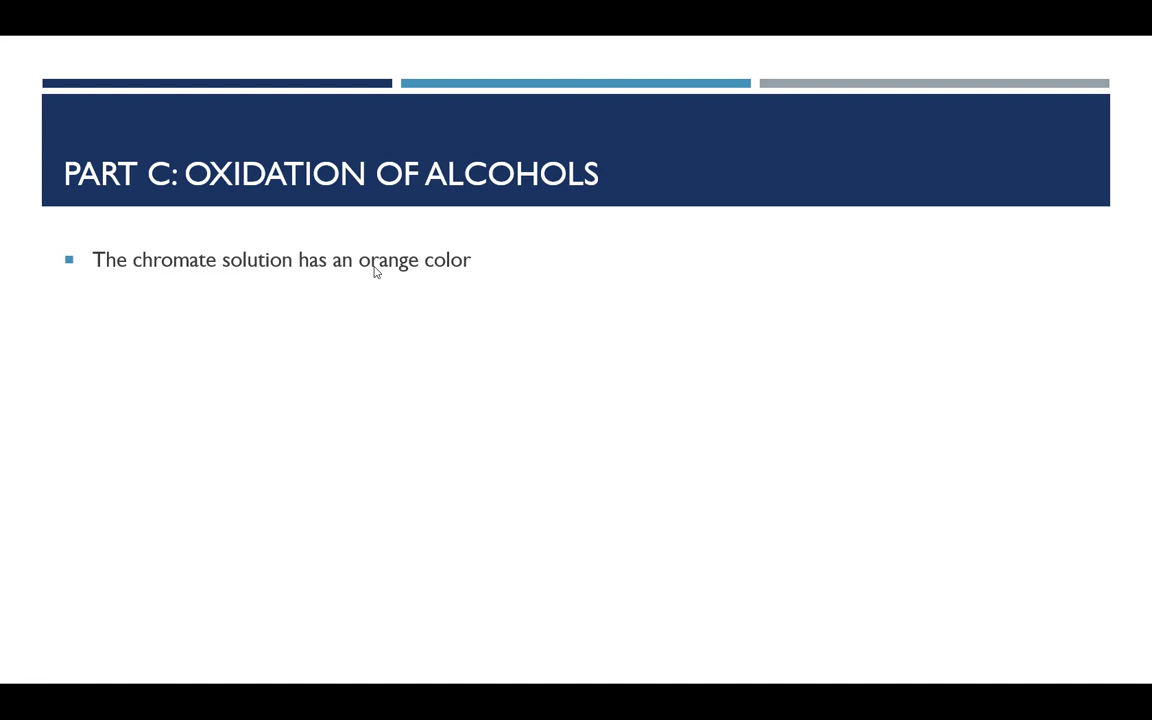 PART C: OXIDATION OF ALCOHOLS
The chromate solution has an orange color